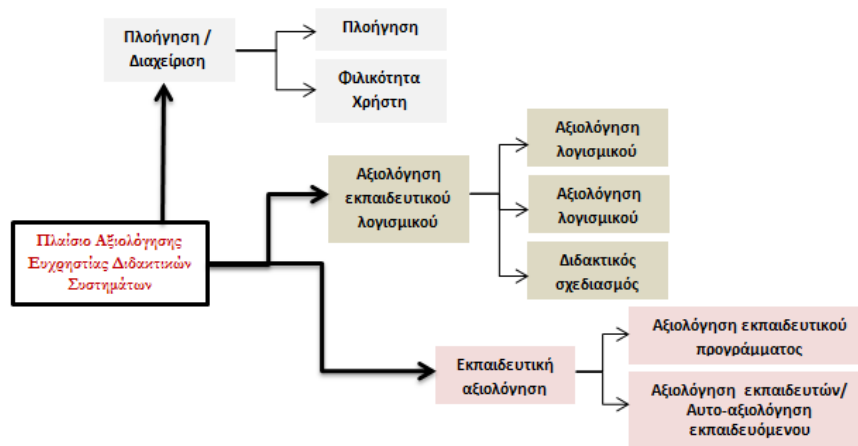 Πλοήγηση /
Διαχείριση
Πλοήγηση
Φιλικότητα
Χρήστη
Αξιολόγηση
εκπαιδευτικού
λογισμικού
Αξιολόγηση
λογισμικού
Αξιολόγηση
λογισμικού
Διδακτικός
σχεδιασμός
Πλαίσιο Αξιολόγησης
Ευχρηστίας Διδακτικών
Συστημάτων
Εκπαιδευτική
αξιολόγηση
Αξιολόγηση εκπαιδευτικού
προγράμματος
Αξιολόγηση εκπαιδευτών/
Αυτο-αξιολόγηση
εκπαιδευόμενου